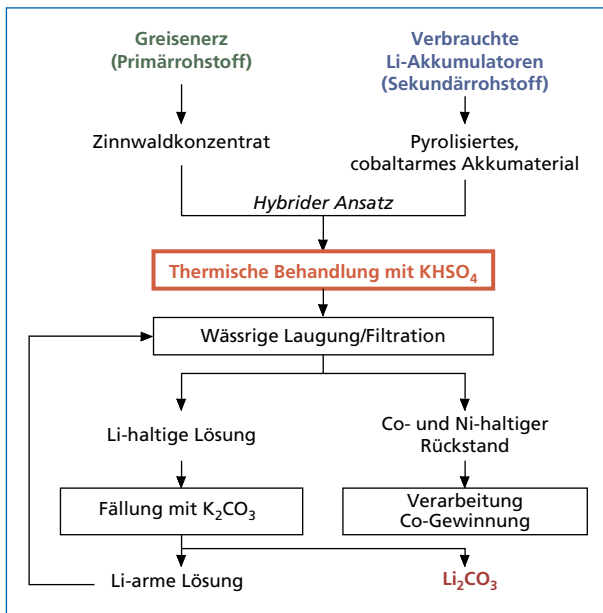 Greisenerz
(Primärrohstoff)
Verbrauchte
Li-Akkumulatoren
(Sekundärrohstoff)
Zinnwaldkonzentrat
Pyrolisiertes,
cobaltarmes Akkumaterial
Hybrider Ansatz
Thermische Behandlung mit KHSO₄
Wässrige Laugung/Filtration
Li-haltige Lösung
Co- und Ni-haltiger
Rückstand
Fällung mit K₂CO₃
Verarbeitung
Co-Gewinnung
Li-arme Lösung
Li₂CO₃